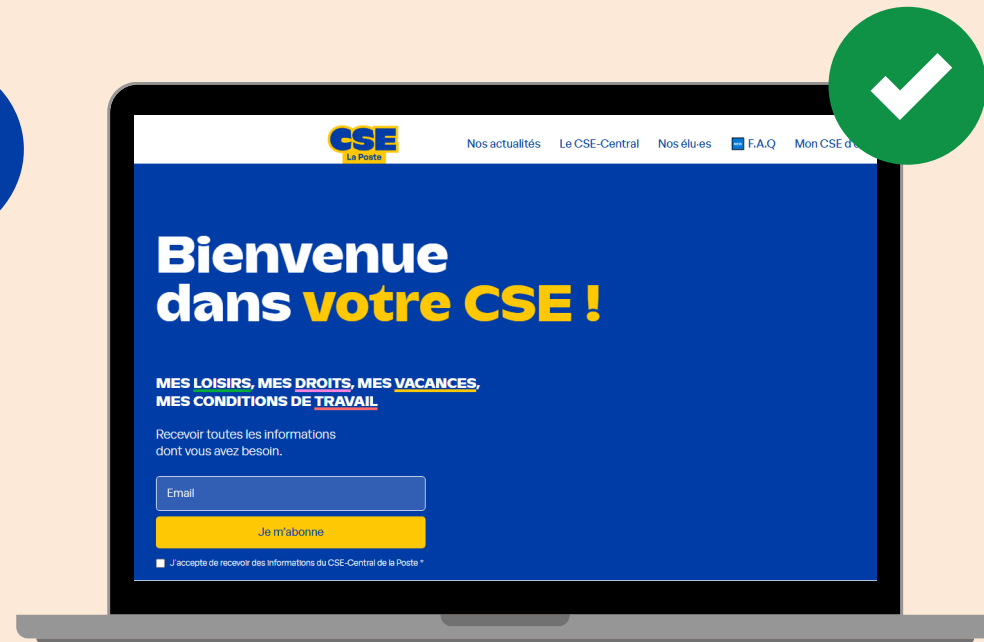 CSE
La Poste
Nos actualités Le CSE-Central Nos élu·es F.A.Q Mon CSE d'
Bienvenue
dans votre CSE !
MES LOISIRS, MES DROITS, MES VACANCES,
MES CONDITIONS DE TRAVAIL
Recevoir toutes les informations
dont vous avez besoin.
Email
Je m'abonne
J'accepte de recevoir des informations du CSE-Central de la Poste *